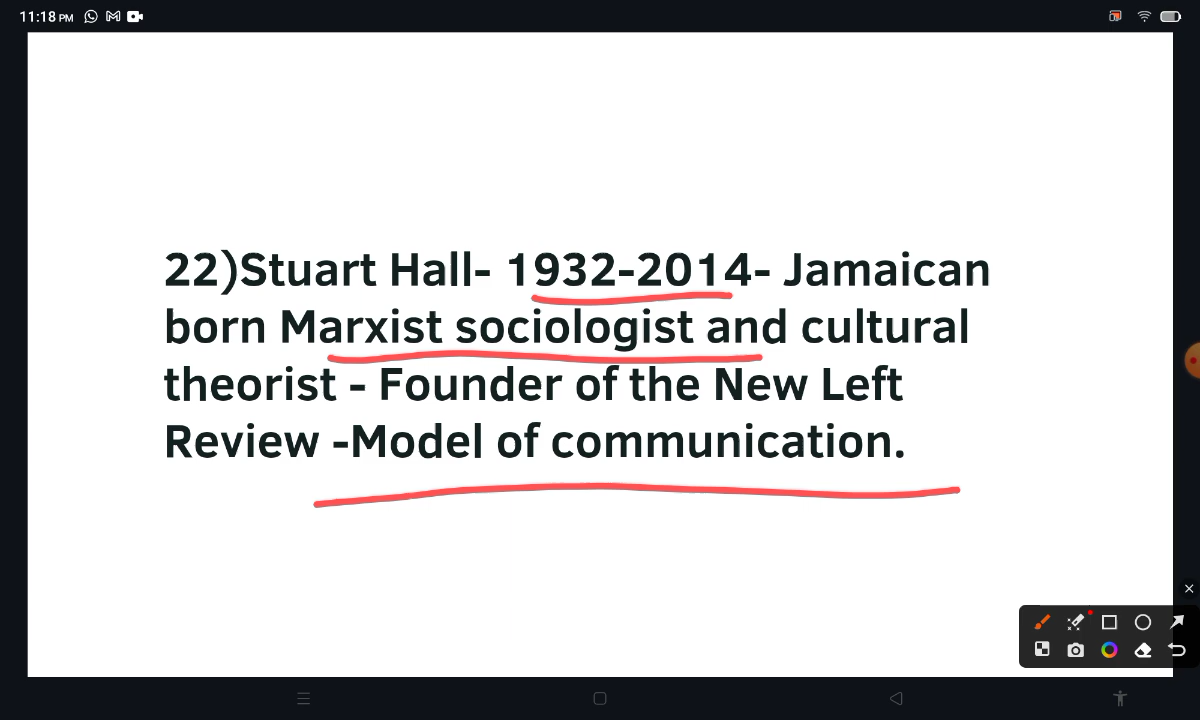 11:18 PM
22)Stuart Hall- 1932-2014- Jamaican
born Marxist sociologist and cultural
theorist - Founder of the New Left
Review -Model of communication.